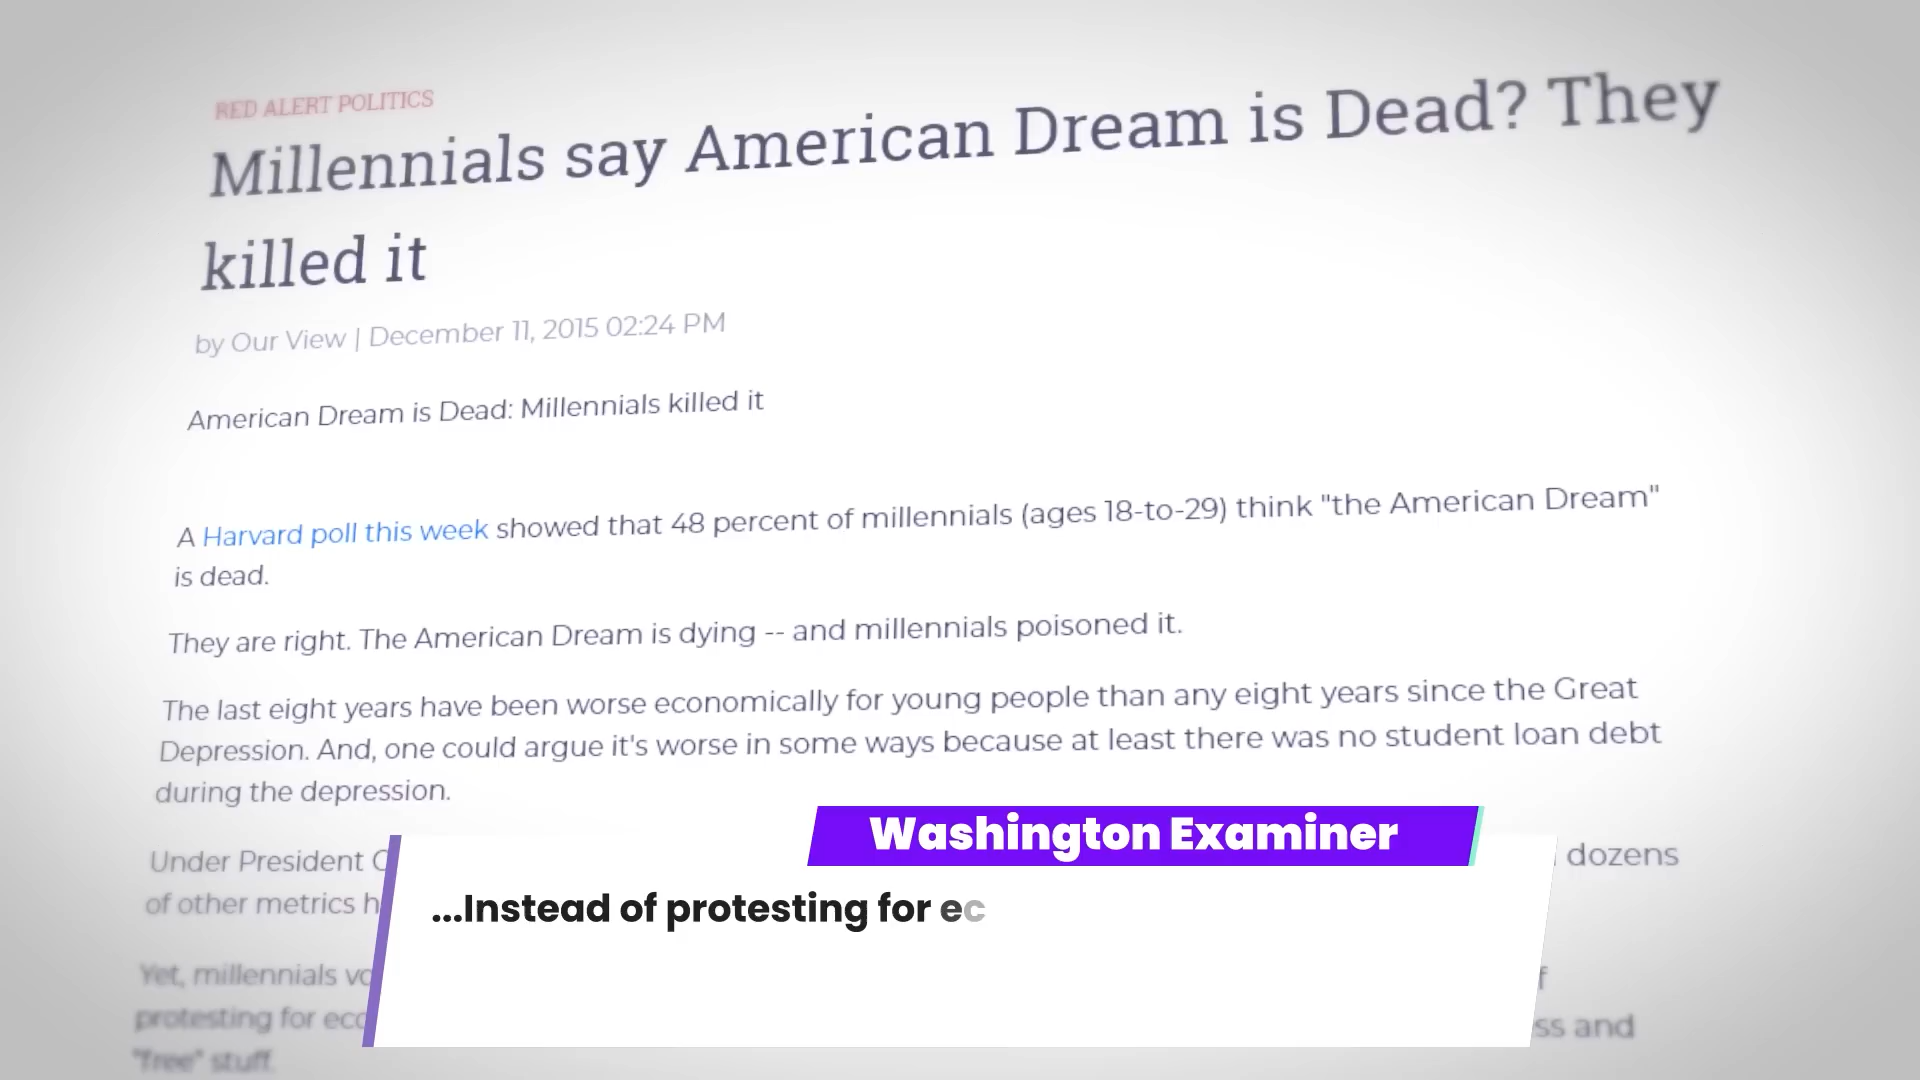 RED ALERT POLITICS
Millennials say American Dream is Dead? They
killed it
by Our View | December 11, 2015 02:24 PM
American Dream is Dead: Millennials killed it
A Harvard poll this week showed that 48 percent of millennials (ages 18-to-29) think "the American Dream"
is dead.
They are right. The American Dream is dying -- and millennials poisoned it.
The last eight years have been worse economically for young people than any eight years since the Great
Depression. And, one could argue it's worse in some ways because at least there was no student loan debt
during the depression.
Washington Examiner
Under President dozens
...Instead of protesting for ec
of other metrics
Yet, millennials
protesting for and
"free" stuff.